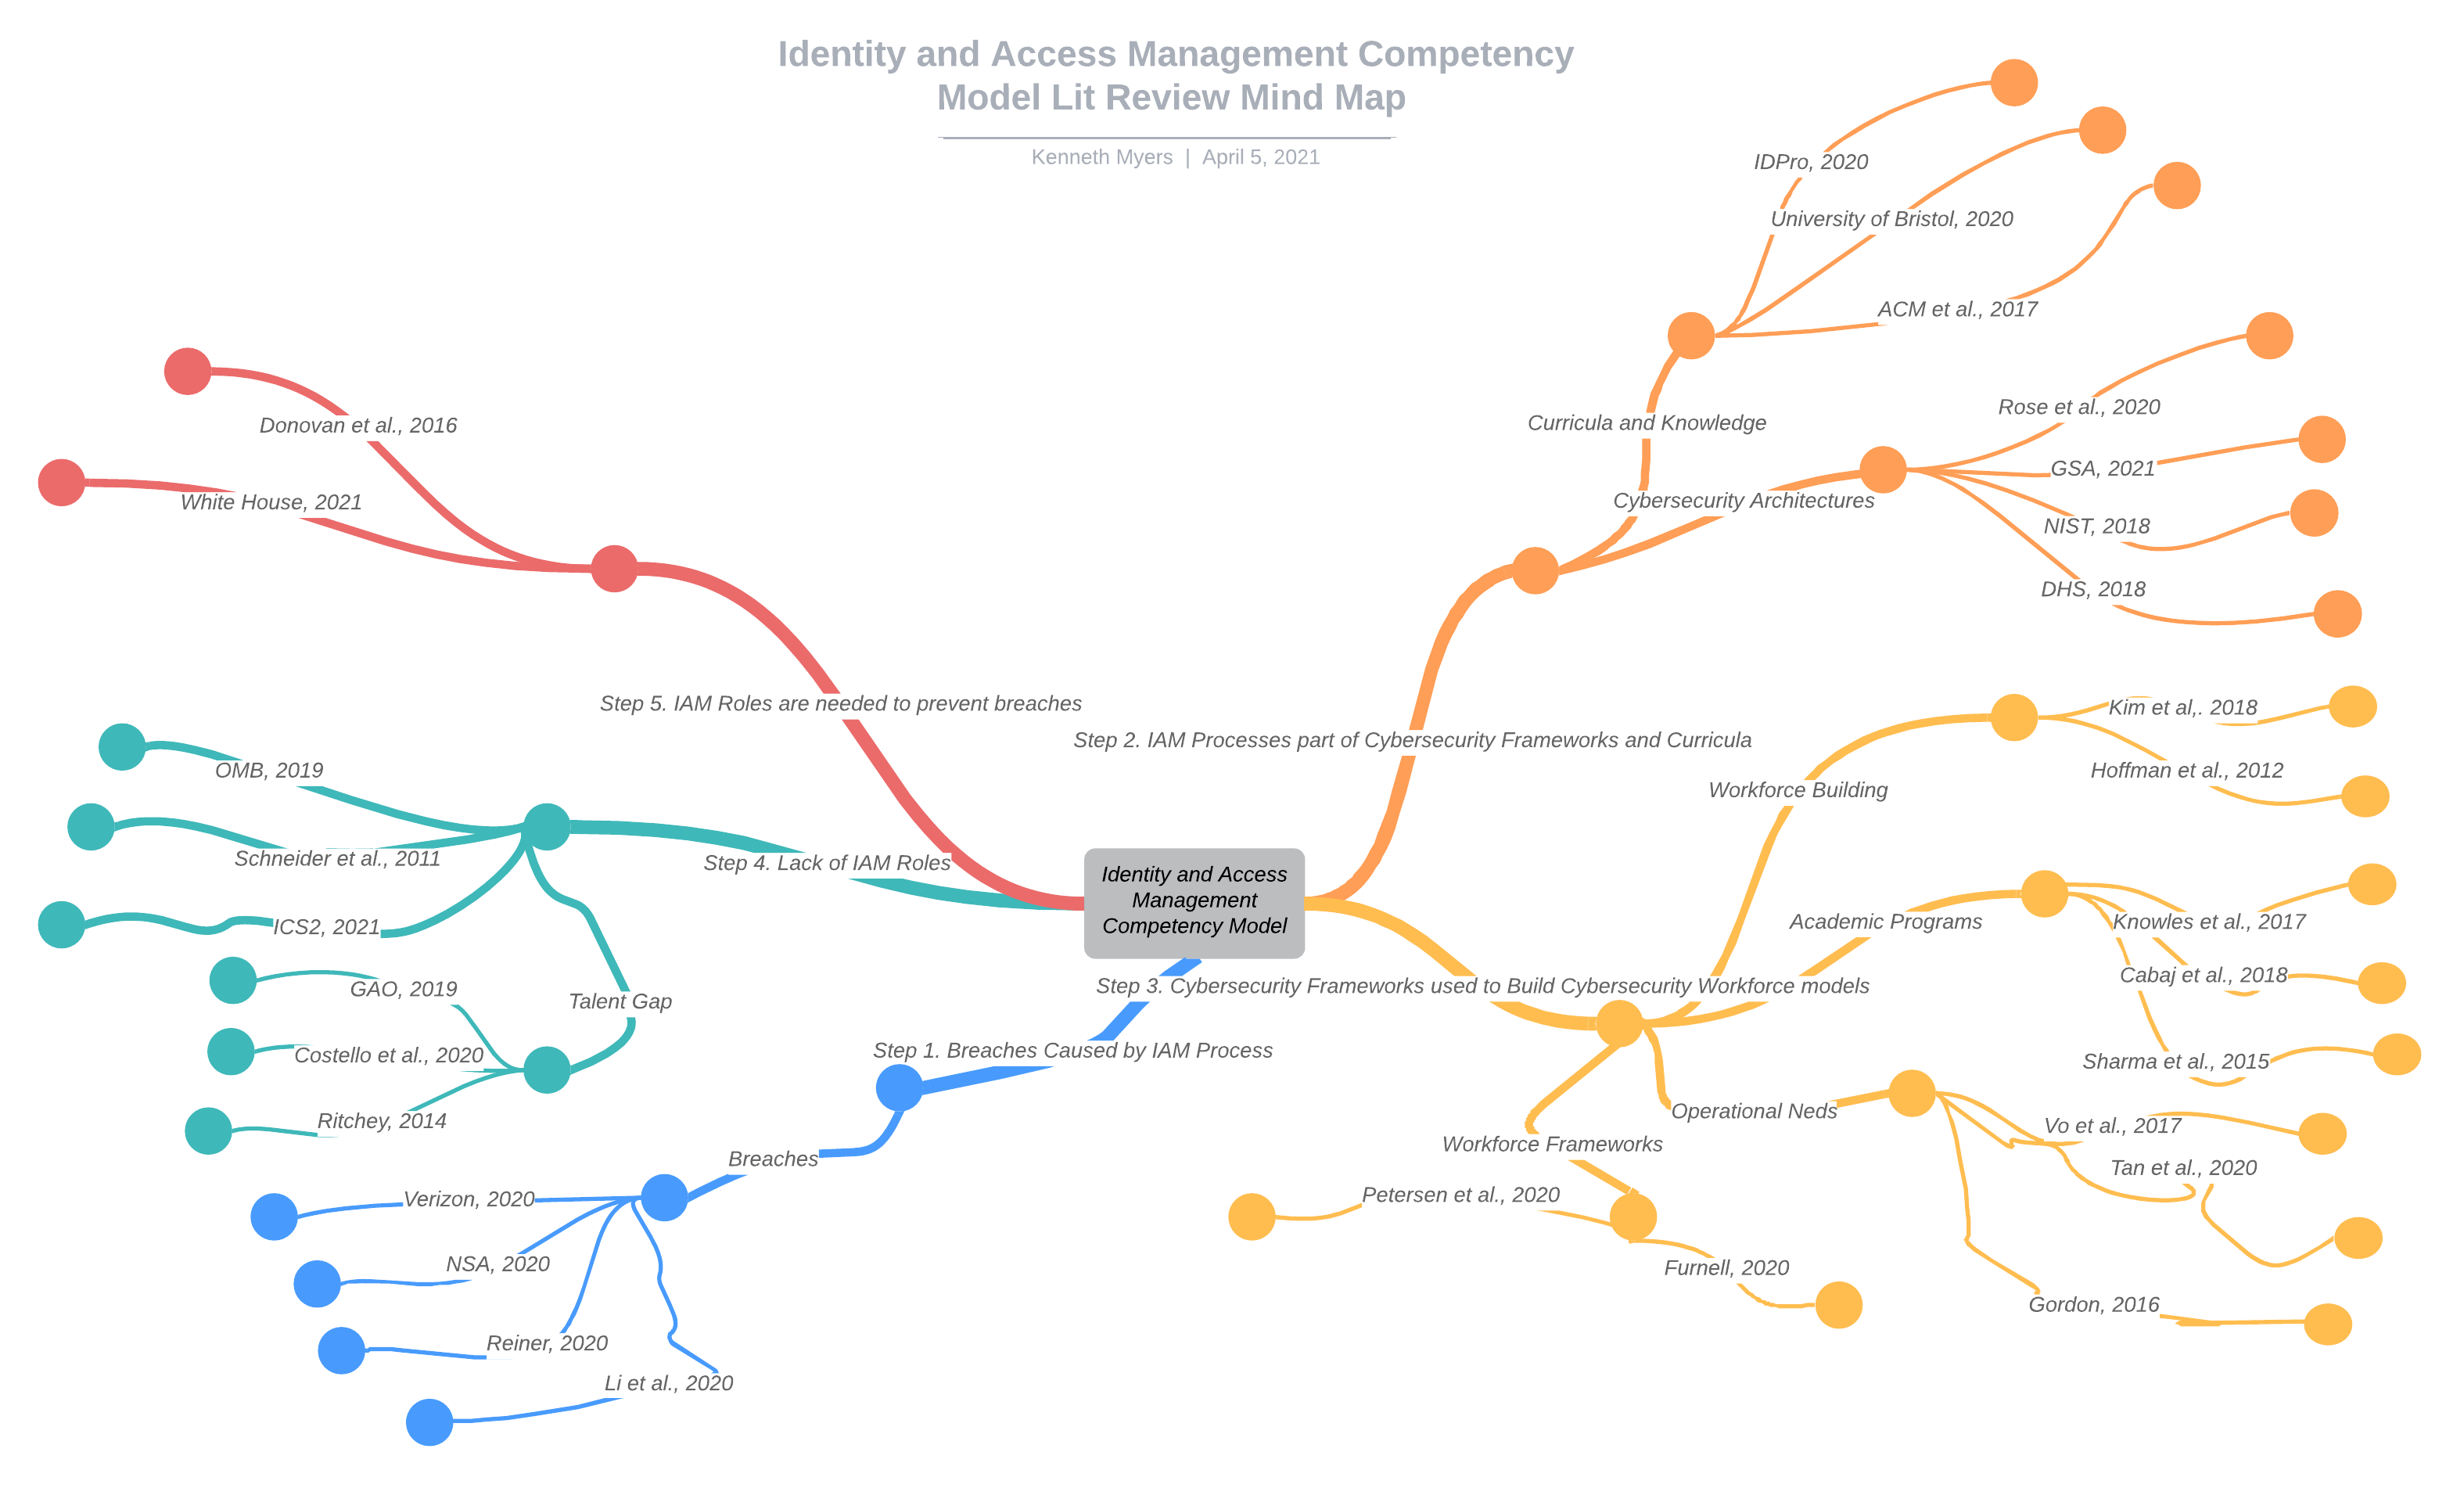 Identity and Access Management Competency
Model Lit Review Mind Map
Kenneth Myers | April 5, 2021
IDPro, 2020
University of Bristol, 2020
ACM et al., 2017
Curricula and Knowledge
Rose et al., 2020
GSA, 2021
Cybersecurity Architectures
NIST, 2018
DHS, 2018
Donovan et al., 2016
White House, 2021
Step 5. IAM Roles are needed to prevent breaches
Step 2. IAM Processes part of Cybersecurity Frameworks and Curricula
Kim et al,. 2018
Hoffman et al., 2012
Workforce Building
OMB, 2019
Schneider et al., 2011
Step 4. Lack of IAM Roles
ICS2, 2021
Identity and Access
Management
Competency Model
Academic Programs
Knowles et al., 2017
Cabaj et al., 2018
Sharma et al., 2015
GAO, 2019
Talent Gap
Costello et al., 2020
Ritchey, 2014
Step 3. Cybersecurity Frameworks used to Build Cybersecurity Workforce models
Step 1. Breaches Caused by IAM Process
Operational Neds
Vo et al., 2017
Tan et al., 2020
Gordon, 2016
Workforce Frameworks
Petersen et al., 2020
Furnell, 2020
Breaches
Verizon, 2020
NSA, 2020
Reiner, 2020
Li et al., 2020